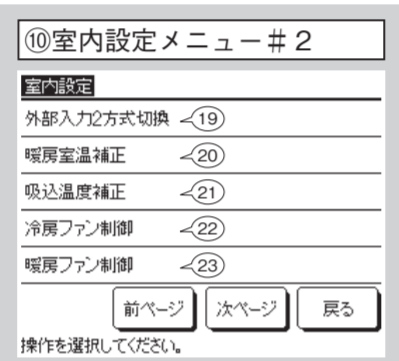 ⑩室内設定メニュー＃２
室内設定
外部入力2方式切換 ⑲
暖房室温補正 ⑳
吸込温度補正 ㉑
冷房ファン制御 ㉒
暖房ファン制御 ㉓
前ページ 次ページ 戻る
操作を選択してください。